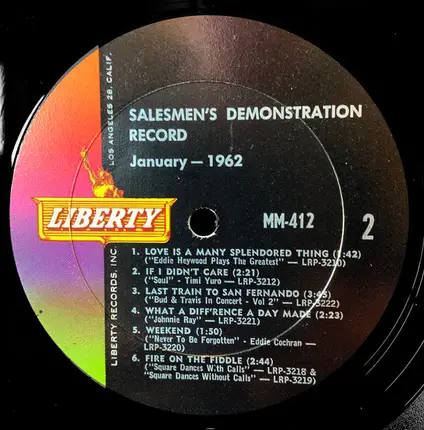 LOS ANGELES 28, CALIF.
SALESMEN'S DEMONSTRATION
RECORD
January — 1962
LIBERTY
MM-412
2
LIBERTY RECORDS, INC.
1. LOVE IS A MANY SPLENDORED THING (1:42)
("Eddie Heywood Plays The Greatest" — LRP-3210)
2. IF I DIDN'T CARE (2:21)
("Soul" - Timi Yuro — LRP-3212)
3. LAST TRAIN TO SAN FERNANDO (3:45)
("Bud & Travis In Concert - Vol 2" — LRP-3222)
4. WHAT A DIFF'RENCE A DAY MADE (2:23)
("Johnnie Ray" — LRP-3221)
5. WEEKEND (1:50)
("Never To Be Forgotten" - Eddie Cochran —
LRP-3220)
6. FIRE ON THE FIDDLE (2:44)
("Square Dances With Calls" — LRP-3218 &
"Square Dances Without Calls" — LRP-3219)